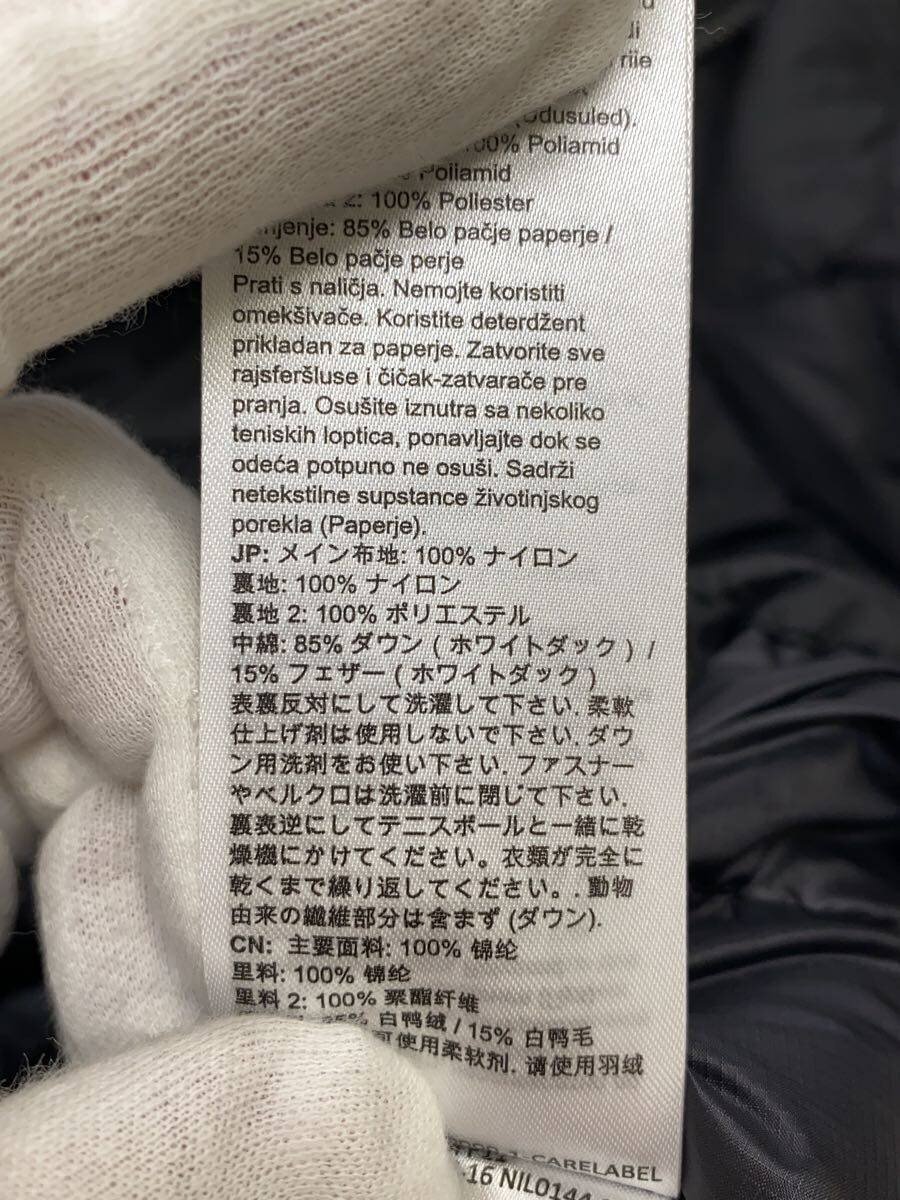 rije
(Odusuled).
100% Poliamid
Poliamid
2: 100% Poliester
85% Belo pačje paperje /
15% Belo pačje perje
Prati s naličja. Nemojte koristiti
omekšivače. Koristite deterdžent
prikladan za paperje. Zatvorite sve
rajsferšluse i čičak-zatvarače pre
pranja. Osušite iznutra sa nekoliko
teniskih loptica, ponavljajte dok se
odeća potpuno ne osuši. Sadrži
netekstilne supstance životinjskog
porekla (Paperje).
JP: メイン布地: 100% ナイロン
裏地: 100% ナイロン
裏地 2: 100% ポリエステル
中綿: 85% ダウン ( ホワイトダック ) /
15% フェザー ( ホワイトダック )
表裏反対にして洗濯して下さい. 柔軟
仕上げ剤は使用しないで下さい. ダウ
ン用洗剤をお使い下さい. ファスナー
やベルクロは洗濯前に閉じて下さい.
裏表逆にしてテニスボールと一緒に乾
燥機にかけてください。衣類が完全に
乾くまで繰り返してください。. 動物
由来の繊維部分は含まず (ダウン).
CN: 主要面料: 100% 锦纶
里料: 100% 锦纶
里料 2: 100% 聚酯纤维
85% 白鸭绒 / 15% 白鸭毛
可使用柔软剂. 请使用羽绒
CARELABEL
-16 NIL0144